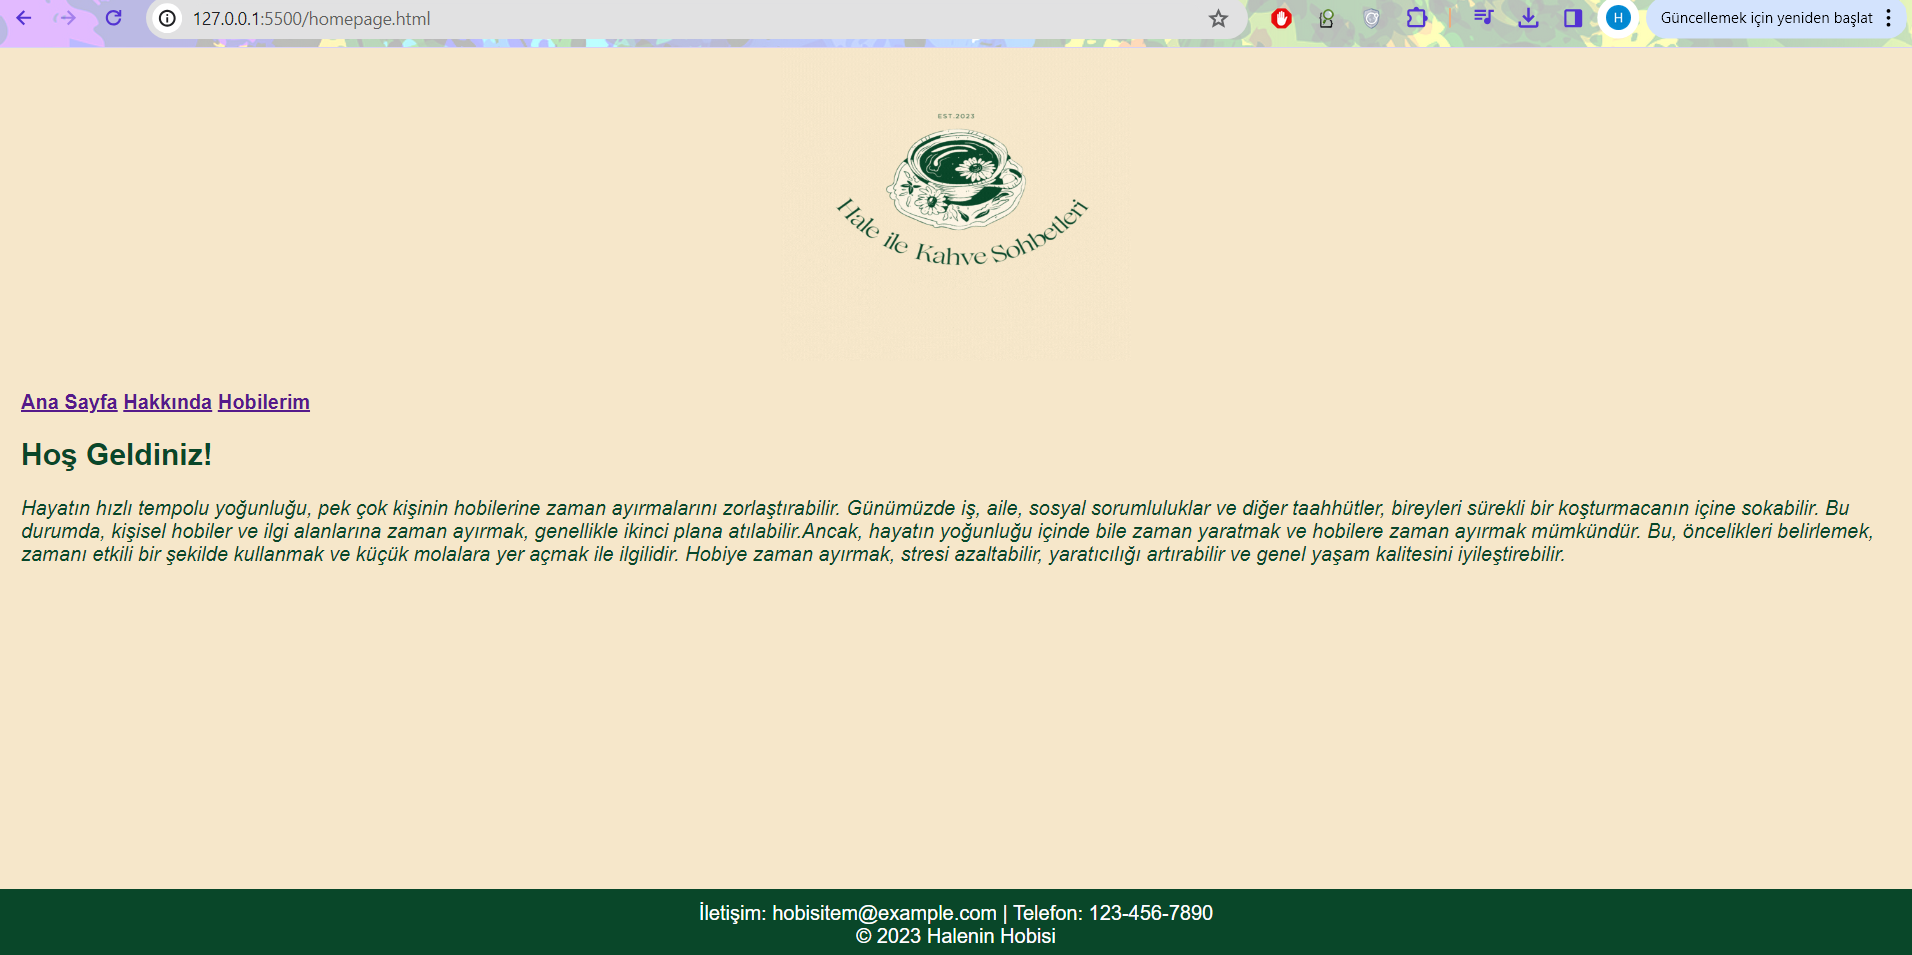 127.0.0.1:5500/homepage.html
H
Güncellemek için yeniden başlat
EST.2023
Hale ile Kahve Sohbetleri
Ana Sayfa Hakkında Hobilerim
Hoş Geldiniz!
Hayatın hızlı tempolu yoğunluğu, pek çok kişinin hobilerine zaman ayırmalarını zorlaştırabilir. Günümüzde iş, aile, sosyal sorumluluklar ve diğer taahhütler, bireyleri sürekli bir koşturmacanın içine sokabilir. Bu
durumda, kişisel hobiler ve ilgi alanlarına zaman ayırmak, genellikle ikinci plana atılabilir.Ancak, hayatın yoğunluğu içinde bile zaman yaratmak ve hobilere zaman ayırmak mümkündür. Bu, öncelikleri belirlemek,
zamanı etkili bir şekilde kullanmak ve küçük molalara yer açmak ile ilgilidir. Hobiye zaman ayırmak, stresi azaltabilir, yaratıcılığı artırabilir ve genel yaşam kalitesini iyileştirebilir.
İletişim: hobisitem@example.com | Telefon: 123-456-7890
© 2023 Halenin Hobisi